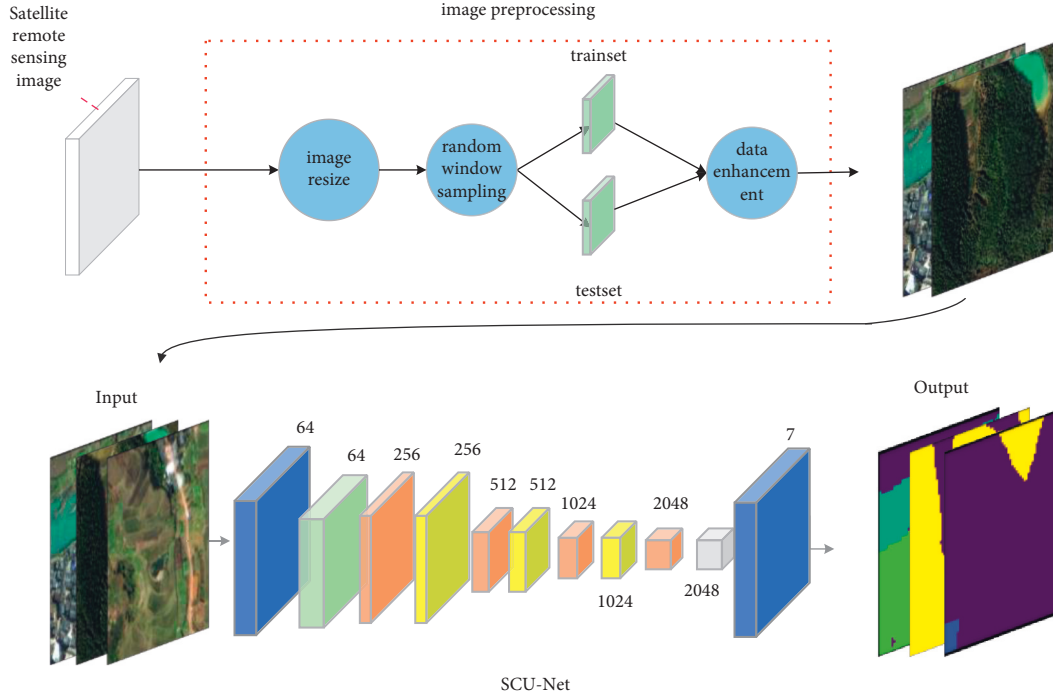 Satellite
remote
sensing
image
image preprocessing
trainset
image
resize
random
window
sampling
data
enhancem
ent
testset
Input
Output
64
64
256
256
512
512
1024
1024
2048
2048
7
SCU-Net